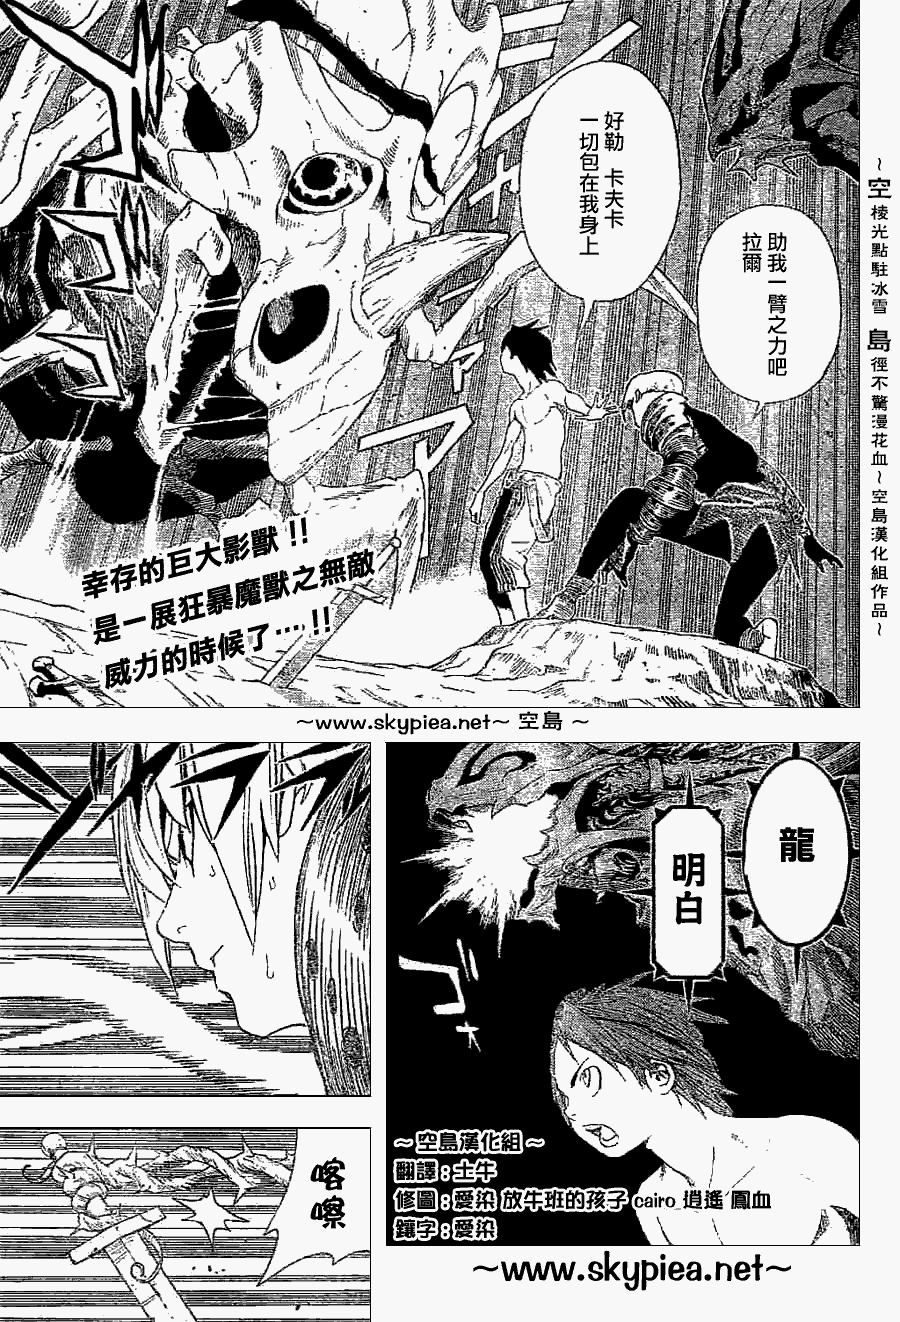 助我一臂之力吧
拉爾
好勒 卡夫卡
一切包在我身上
幸存的巨大影獸!!
是一展狂暴魔獸之無敵
威力的時候了…!!
~空棱光點駐冰雪 島徑不驚漫花血~空島漢化組作品~
~www.skypiea.net~ 空島 ~
龍
明白
~空島漢化組~
翻譯:土牛
修圖:愛染 放牛班的孩子 cairo_逍遙 鳳血
鑲字:愛染
喀嚓
~www.skypiea.net~